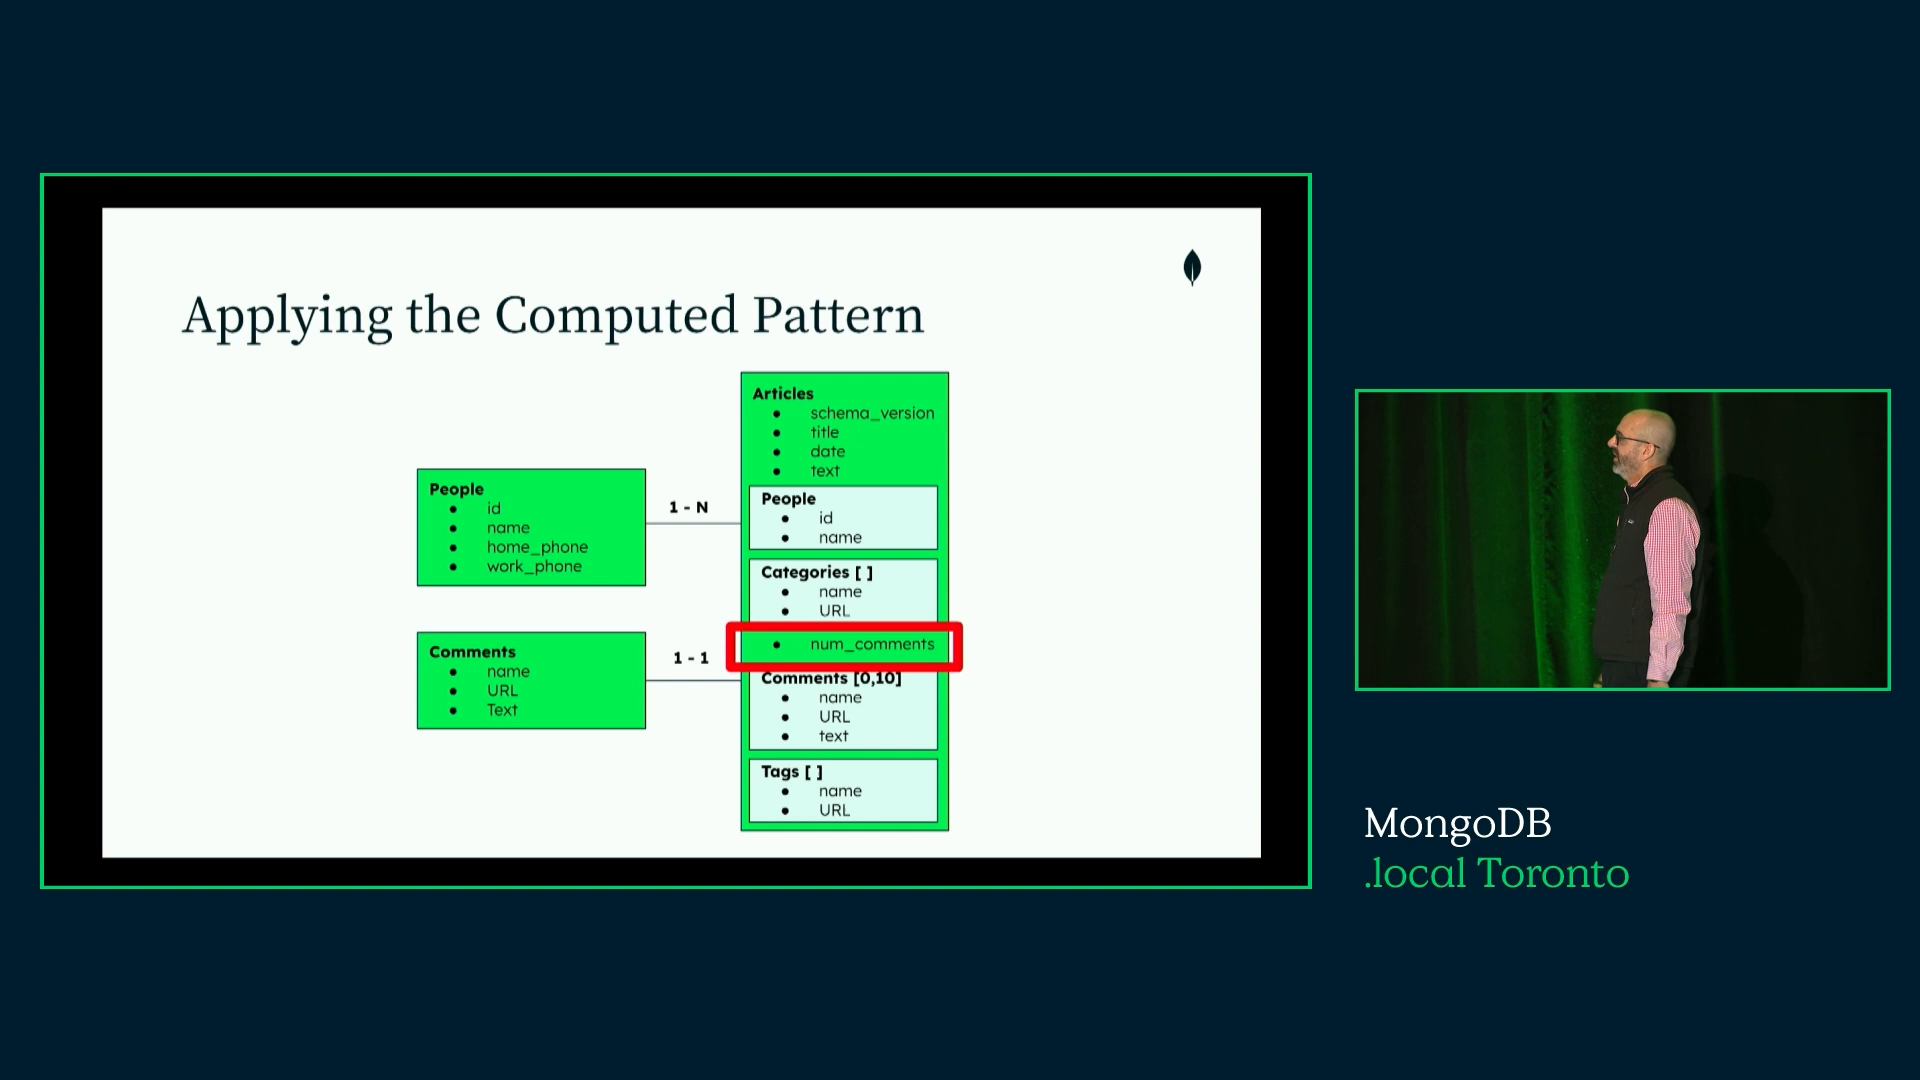 Applying the Computed Pattern
People
● id
● name
● home_phone
● work_phone
1 - N
Comments
● name
● URL
● Text
1 - 1
Articles
● schema_version
● title
● date
● text
People
● id
● name
Categories [ ]
● name
● URL
● num_comments
Comments [0,10]
● name
● URL
● text
Tags [ ]
● name
● URL
MongoDB
.local Toronto